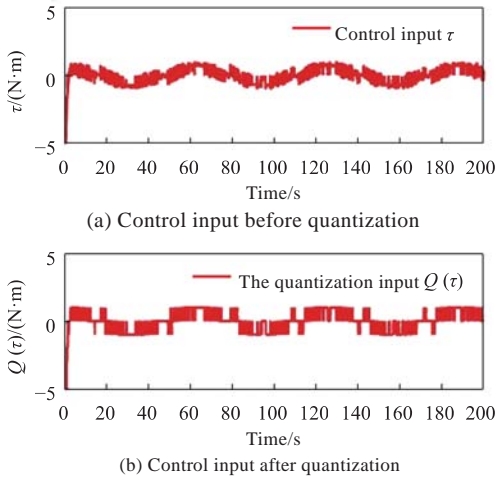 5
Control input τ
τ/(N·m)
0
−5
0 20 40 60 80 100 120 140 160 180 200
Time/s
(a) Control input before quantization
5
The quantization input Q (τ)
Q (τ)/(N·m)
0
−5
0 20 40 60 80 100 120 140 160 180 200
Time/s
(b) Control input after quantization